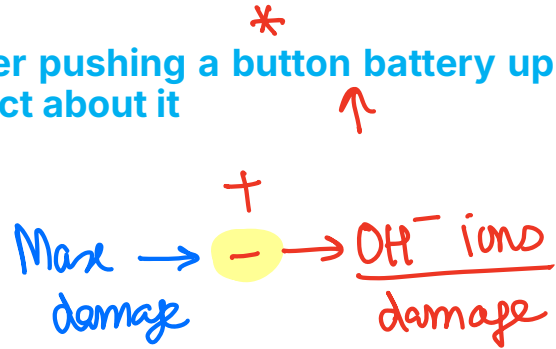 *
er pushing a button battery up
ct about it
+
Max → - → OH⁻ ions
damage damage